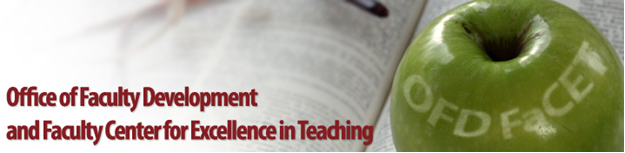 Office of Faculty Development
and Faculty Center for Excellence in Teaching
OFD FaCET